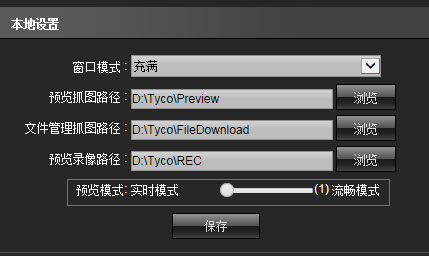 本地设置
窗口模式: 充满
预览抓图路径: D:\Tyco\Preview 浏览
文件管理抓图路径: D:\Tyco\FileDownload 浏览
预览录像路径: D:\Tyco\REC 浏览
预览模式: 实时模式 (1) 流畅模式
保存